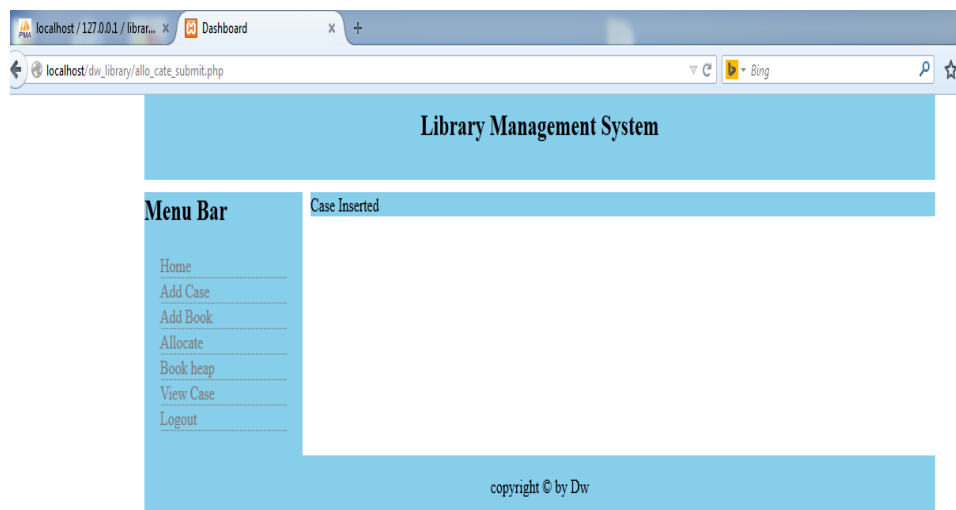 PMA localhost / 127.0.0.1 / librar... x Dashboard x +
localhost/dw_library/allo_cate_submit.php Bing
Library Management System
Menu Bar
Case Inserted
Home
Add Case
Add Book
Allocate
Book heap
View Case
Logout
copyright © by Dw